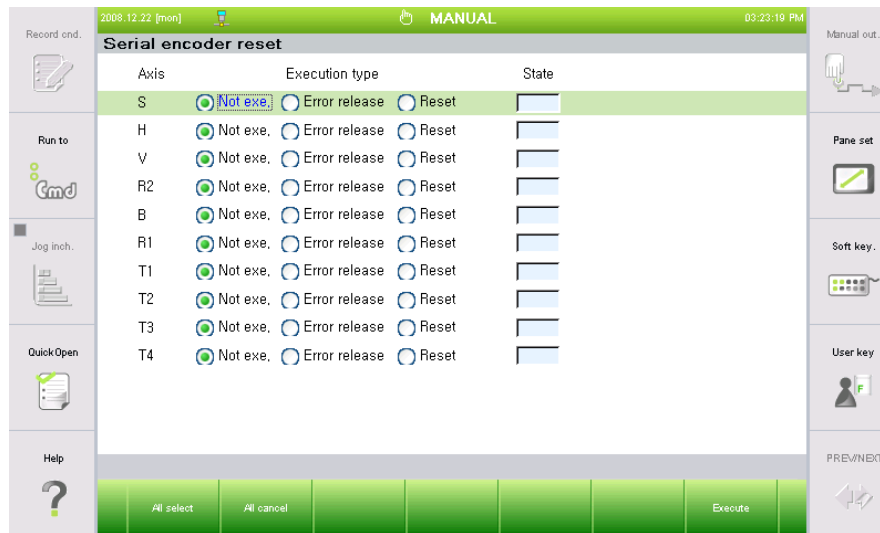 2008.12.22 [mon] MANUAL 03:23:19 PM
Serial encoder reset
Axis Execution type State
S Not exe, Error release Reset
H Not exe, Error release Reset
V Not exe, Error release Reset
R2 Not exe, Error release Reset
B Not exe, Error release Reset
R1 Not exe, Error release Reset
T1 Not exe, Error release Reset
T2 Not exe, Error release Reset
T3 Not exe, Error release Reset
T4 Not exe, Error release Reset
Record cnd.
Run to
Cmd
Jog inch.
QuickOpen
Help
?
Manual out.
Pane set
Soft key.
User key
F
PREV/NEXT
All select All cancel Execute